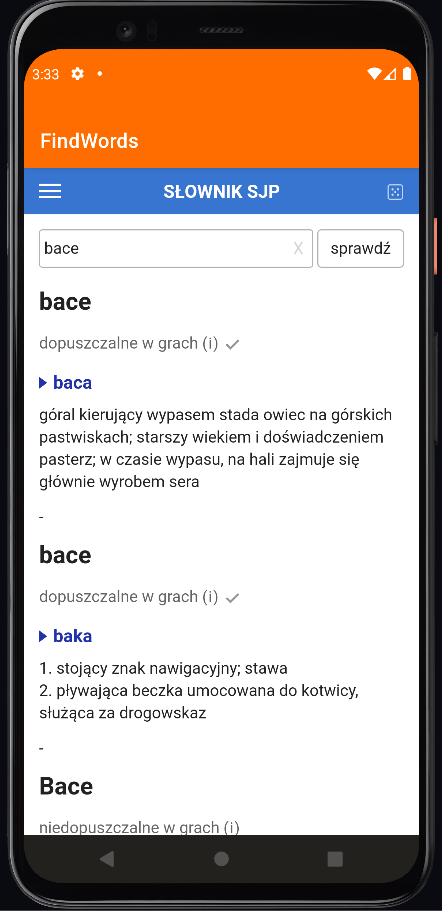 3:33
FindWords
SŁOWNIK SJP
bace X sprawdź
bace
dopuszczalne w grach (i)
baca
góral kierujący wypasem stada owiec na górskich
pastwiskach; starszy wiekiem i doświadczeniem
pasterz; w czasie wypasu, na hali zajmuje się
głównie wyrobem sera
-
bace
dopuszczalne w grach (i)
baka
1. stojący znak nawigacyjny; stawa
2. pływająca beczka umocowana do kotwicy,
służąca za drogowskaz
-
Bace
niedopuszczalne w grach (i)